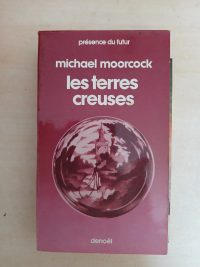 présence du futur
michael moorcock
les terres
creuses
denoël